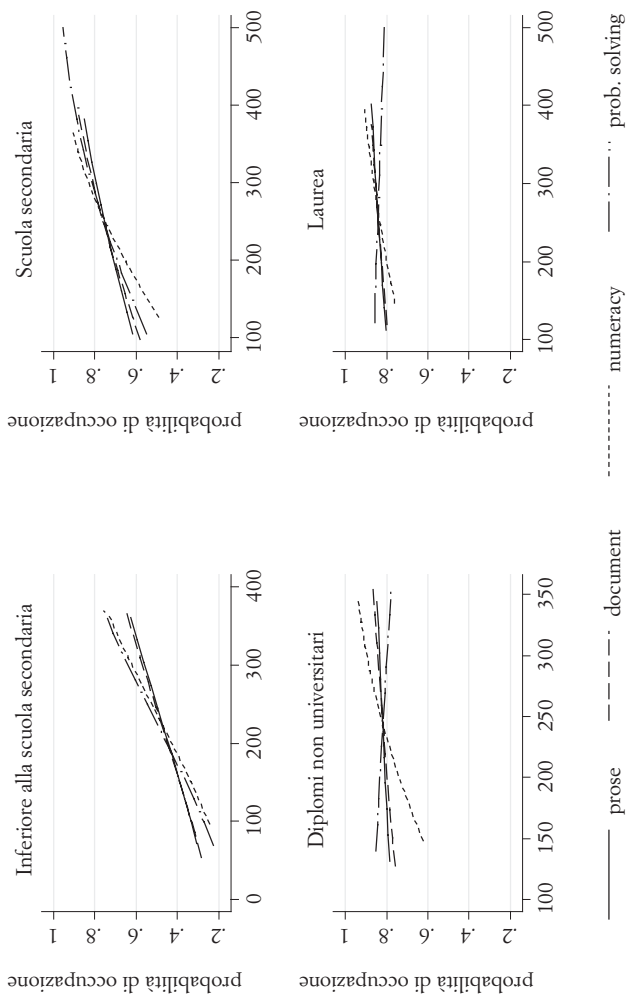 Inferiore alla scuola secondaria
probabilità di occupazione
1
.8
.6
.4
.2
0 100 200 300 400
Scuola secondaria
probabilità di occupazione
1
.8
.6
.4
.2
100 200 300 400 500
Diplomi non universitari
probabilità di occupazione
1
.8
.6
.4
.2
100 150 200 250 300 350
Laurea
probabilità di occupazione
1
.8
.6
.4
.2
100 200 300 400 500
prose document numeracy prob. solving